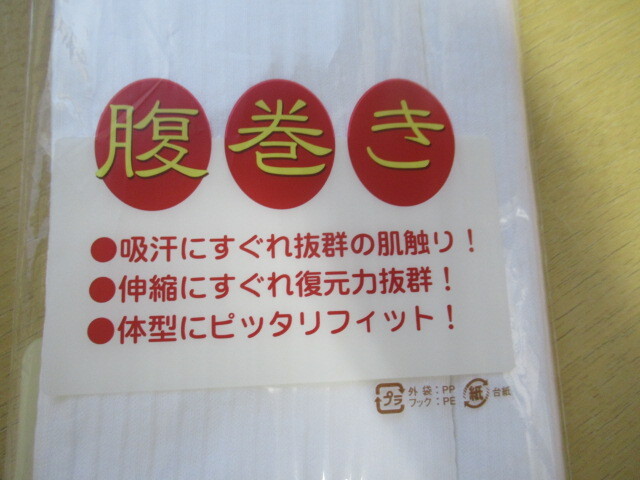 腹巻き
●吸汗にすぐれ抜群の肌触り！
●伸縮にすぐれ復元力抜群！
●体型にピッタリフィット！
プラ 外袋：PP 紙 台紙
フック：PE